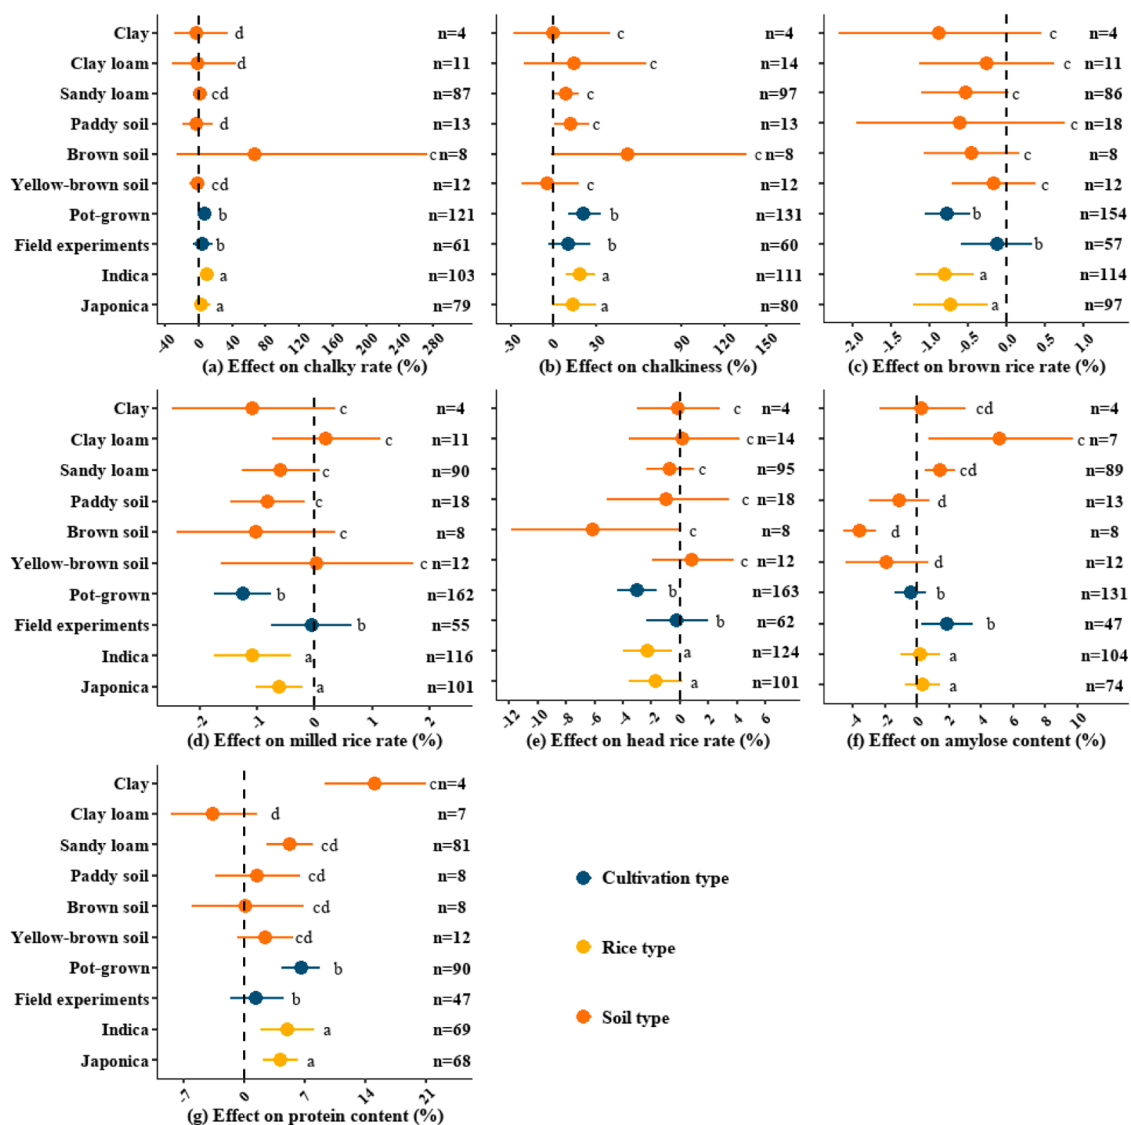 Clay d n=4
Clay loam d n=11
Sandy loam cd n=87
Paddy soil d n=13
Brown soil c n=8
Yellow-brown soil cd n=12
Pot-grown b n=121
Field experiments b n=61
Indica a n=103
Japonica a n=79
-40 0 40 80 120 160 200 240 280
(a) Effect on chalky rate (%)
c n=4
c n=14
c n=97
c n=13
c n=8
c n=12
b n=131
b n=60
a n=111
a n=80
-30 0 30 90 120 150
(b) Effect on chalkiness (%)
c n=4
c n=11
c n=86
c n=18
c n=8
c n=12
b n=154
b n=57
a n=114
a n=97
-2.0 -1.5 -1.0 -0.5 0.0 0.5 1.0
(c) Effect on brown rice rate (%)
Clay c n=4
Clay loam c n=11
Sandy loam c n=90
Paddy soil c n=18
Brown soil c n=8
Yellow-brown soil c n=12
Pot-grown b n=162
Field experiments b n=55
Indica a n=116
Japonica a n=101
-2 -1 0 1 2
(d) Effect on milled rice rate (%)
c n=4
c n=14
c n=95
c n=18
c n=8
c n=12
b n=163
b n=62
a n=124
a n=101
-12 -10 -8 -6 -4 -2 0 2 4 6
(e) Effect on head rice rate (%)
cd n=4
c n=7
cd n=89
d n=13
d n=8
d n=12
b n=131
b n=47
a n=104
a n=74
-4 -2 0 2 4 6 8 10
(f) Effect on amylose content (%)
Clay c n=4
Clay loam d n=7
Sandy loam cd n=81
Paddy soil cd n=8
Brown soil cd n=8
Yellow-brown soil cd n=12
Pot-grown b n=90
Field experiments b n=47
Indica a n=69
Japonica a n=68
-7 0 7 14 21
(g) Effect on protein content (%)
Cultivation type
Rice type
Soil type